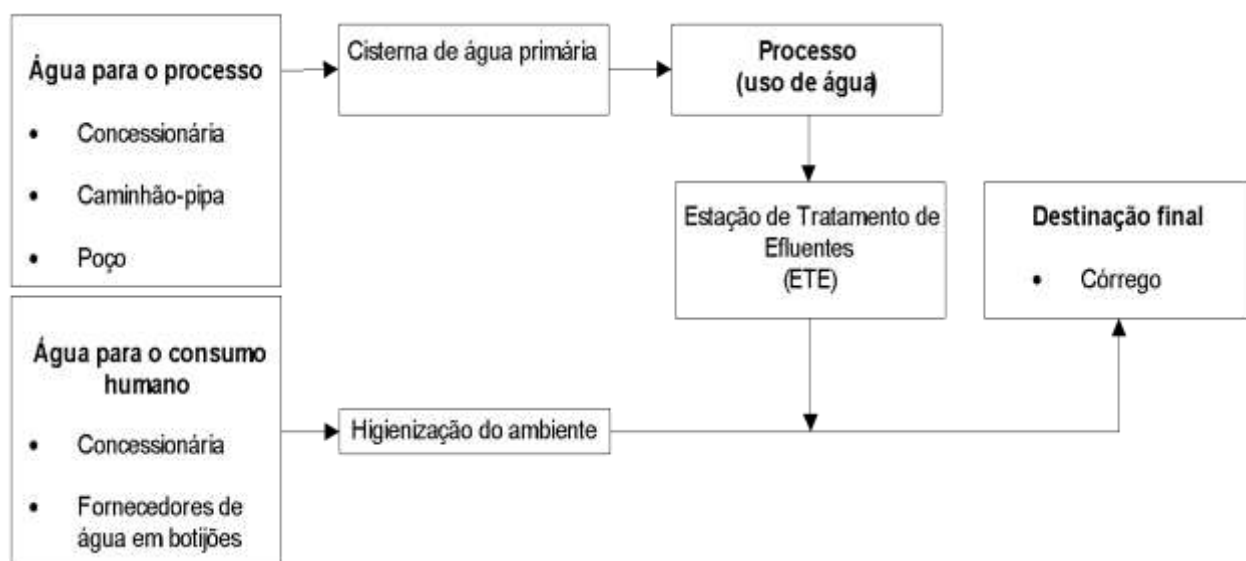 Água para o processo
• Concessionária
• Caminhão-pipa
• Poço
Cisterna de água primária
Processo
(uso de água)
Estação de Tratamento de
Efluentes
(ETE)
Destinação final
• Córrego
Água para o consumo
humano
• Concessionária
• Fornecedores de
água em botijões
Higienização do ambiente